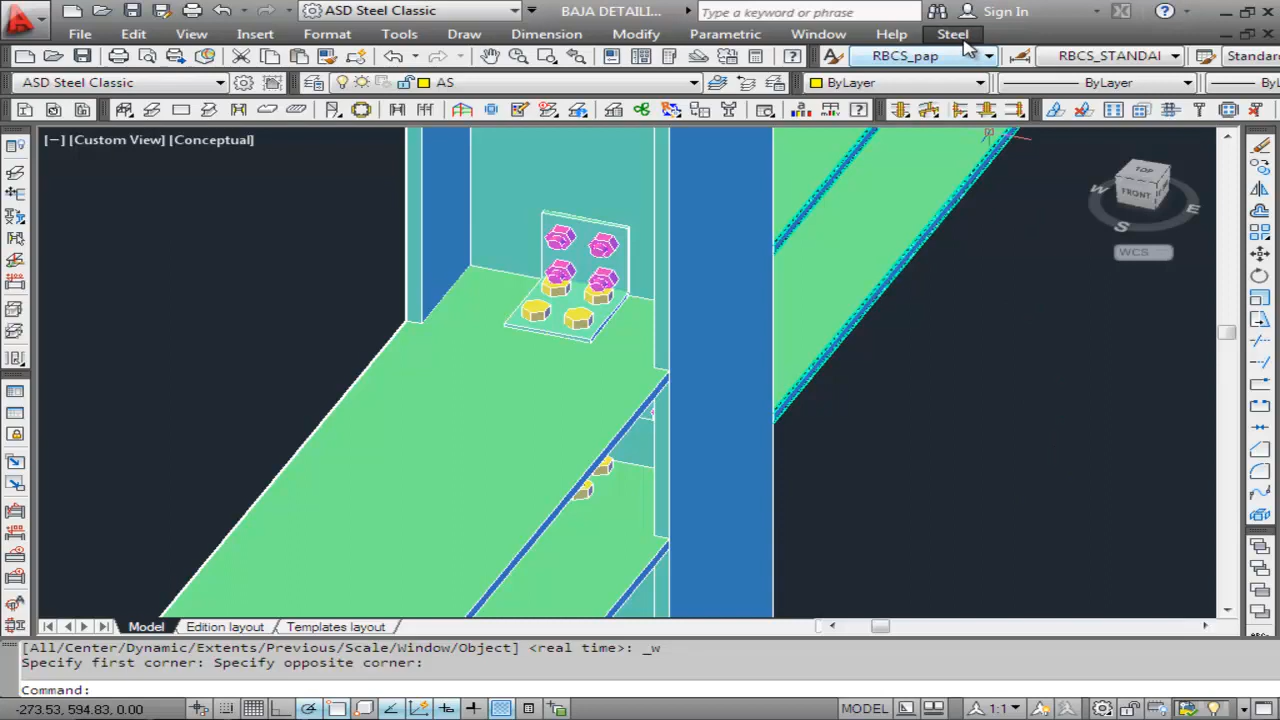 ASD Steel Classic
BAJA DETAILI...
Type a keyword or phrase
Sign In
File Edit View Insert Format Tools Draw Dimension Modify Parametric Window Help Steel
RBCS_pap
RBCS_STANDAI
Standar
ASD Steel Classic
AS
ByLayer
ByLayer
By
[−] [Custom View] [Conceptual]
TOP
FRONT
W
S
E
WCS
Model
Edition layout
Templates layout
[All/Center/Dynamic/Extents/Previous/Scale/Window/Object] <real time>: _w
Specify first corner: Specify opposite corner:
Command:
-273.53, 594.83, 0.00
MODEL
1:1